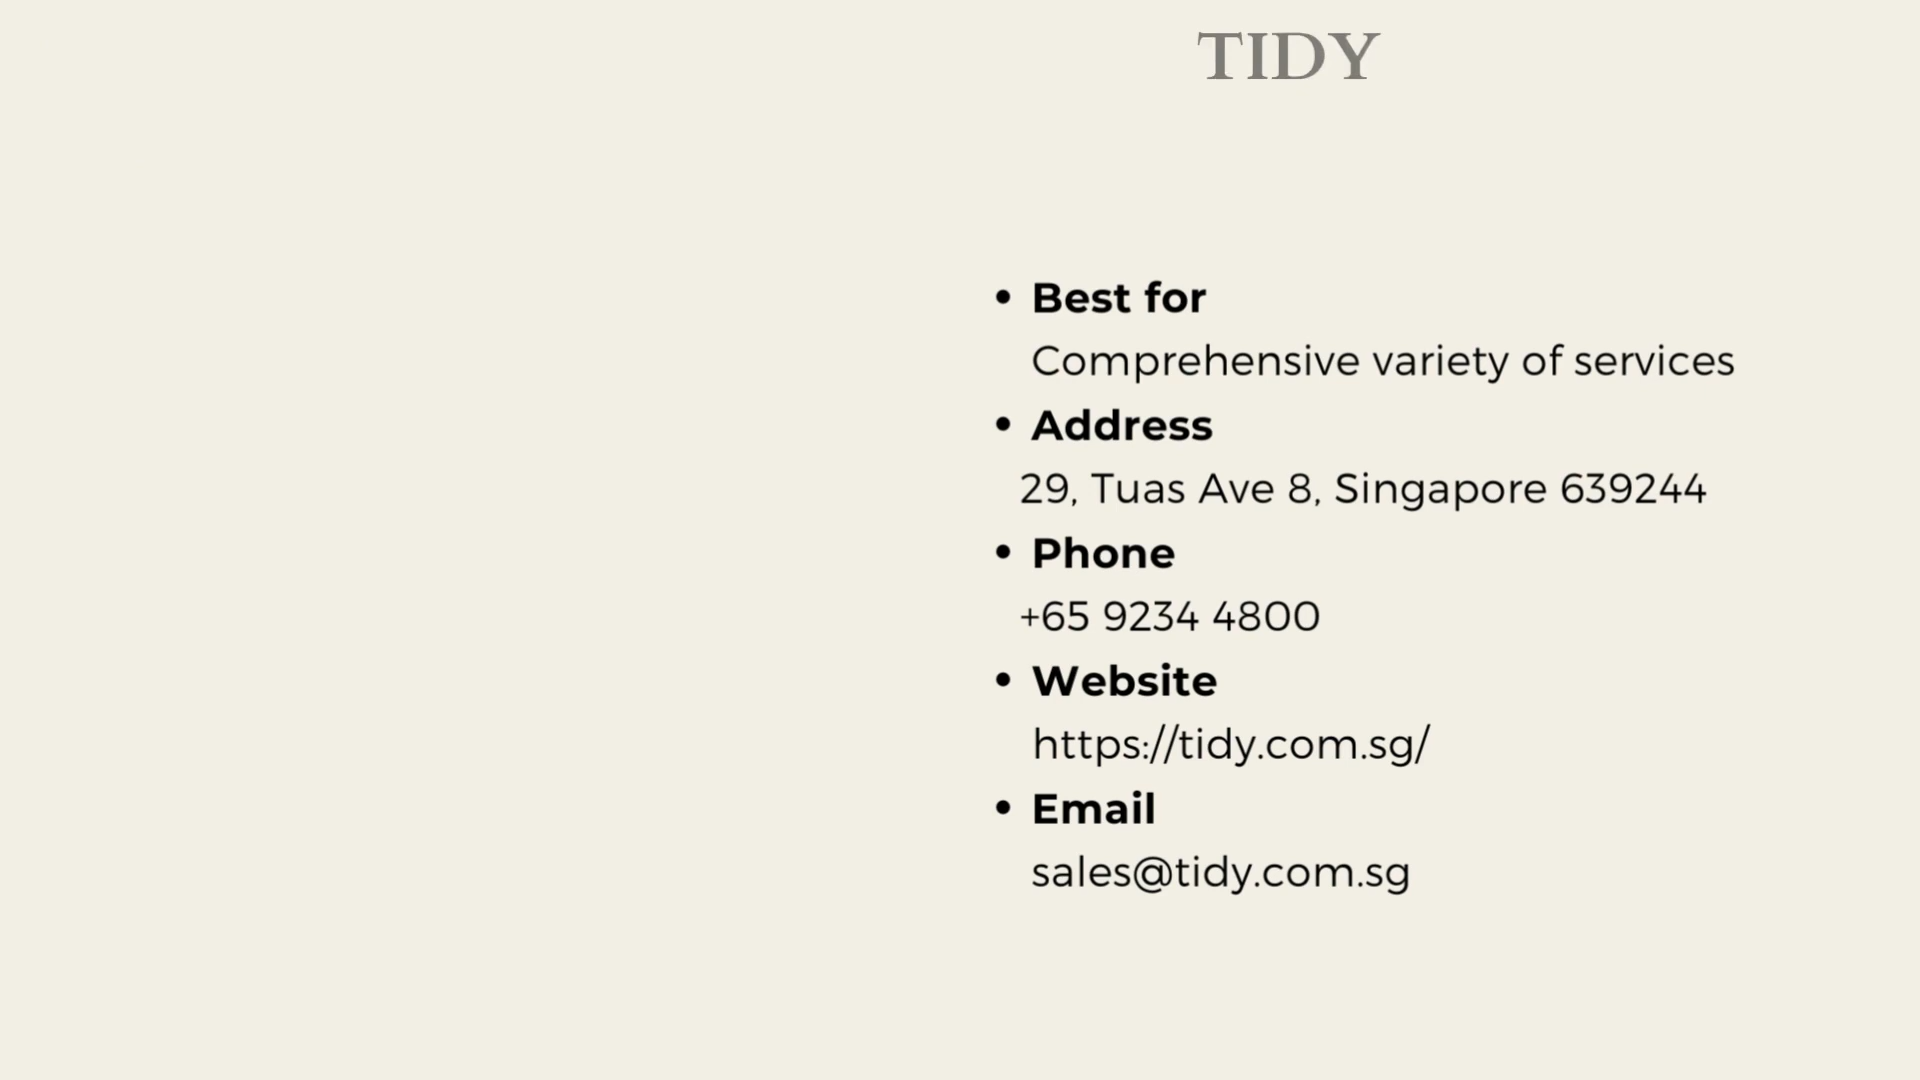 TIDY
• Best for
Comprehensive variety of services
• Address
29, Tuas Ave 8, Singapore 639244
• Phone
+65 9234 4800
• Website
https://tidy.com.sg/
• Email
sales@tidy.com.sg